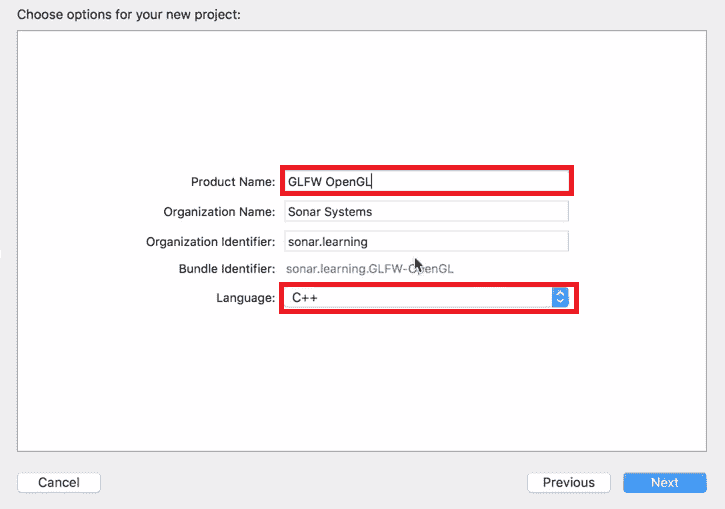 Choose options for your new project:
Product Name: GLFW OpenGL
Organization Name: Sonar Systems
Organization Identifier: sonar.learning
Bundle Identifier: sonar.learning.GLFW-OpenGL
Language: C++
Cancel Previous Next